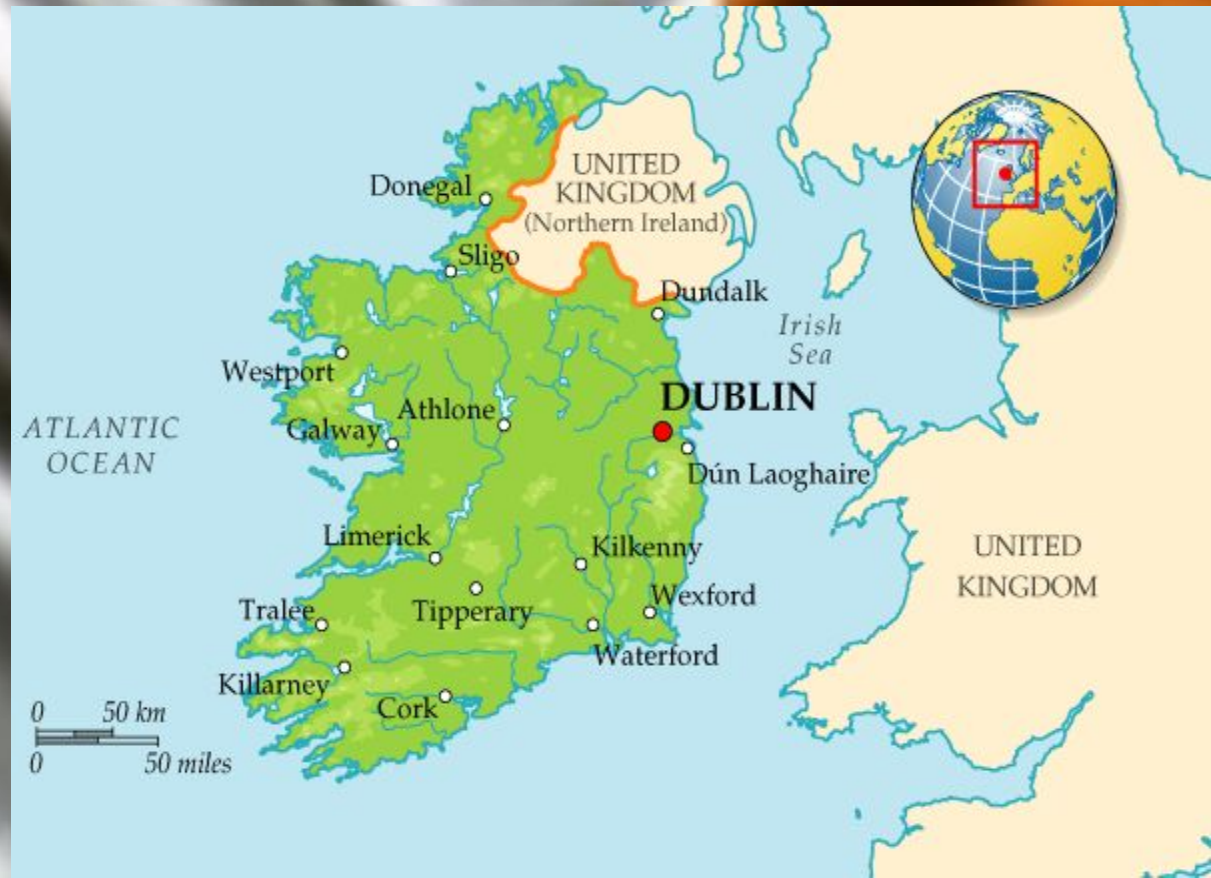 UNITED
KINGDOM
(Northern Ireland)
Donegal
Sligo
Dundalk
Irish
Sea
Westport
DUBLIN
Athlone
Galway
ATLANTIC
OCEAN
Dún Laoghaire
Limerick
Kilkenny
UNITED
KINGDOM
Tralee
Tipperary
Wexford
Waterford
Killarney
Cork
0 50 km
0 50 miles